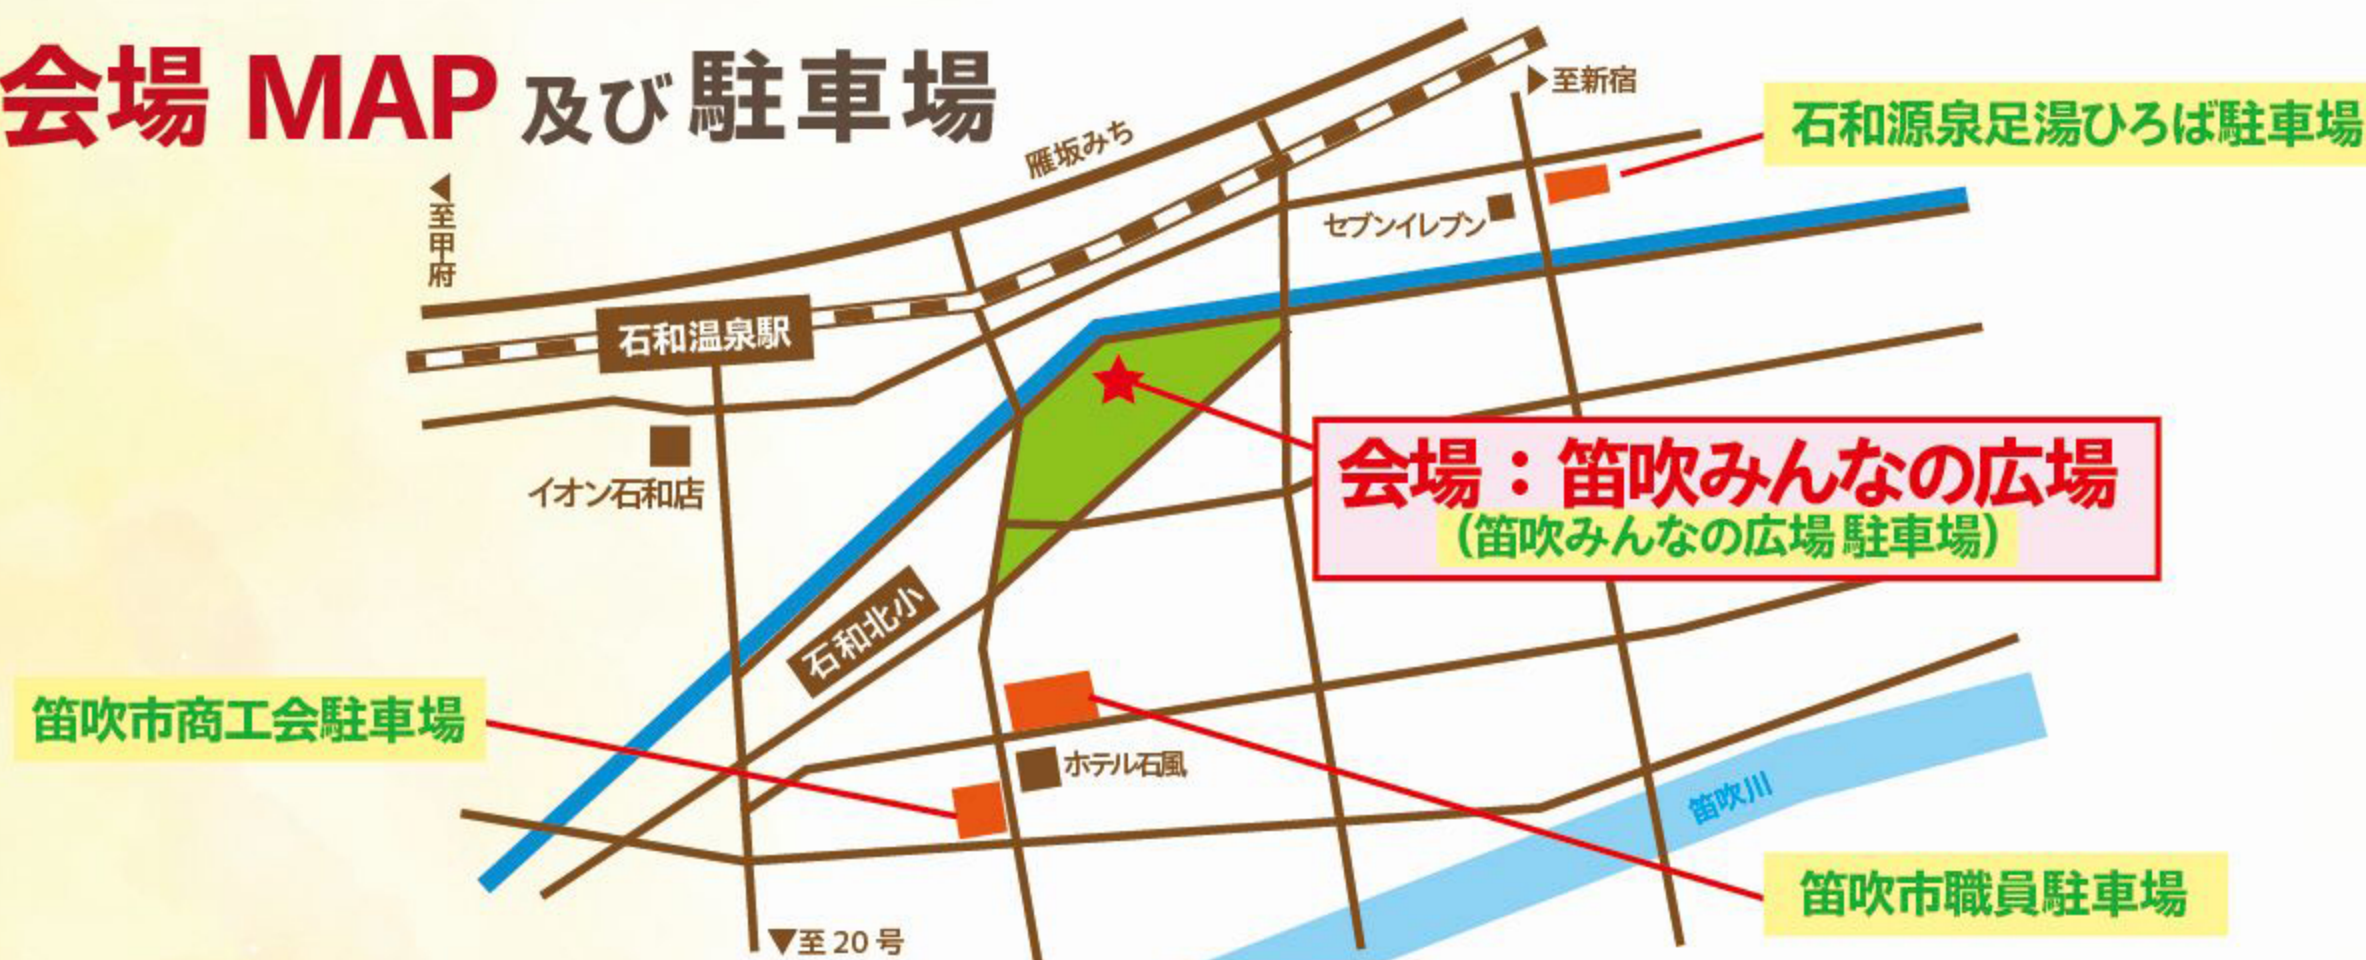 会場 MAP 及び 駐車場
至新宿
石和源泉足湯ひろば駐車場
雁坂みち
至甲府
セブンイレブン
石和温泉駅
イオン石和店
会場：笛吹みんなの広場
（笛吹みんなの広場 駐車場）
石和北小
笛吹市商工会駐車場
ホテル石風
笛吹川
笛吹市職員駐車場
至 20 号